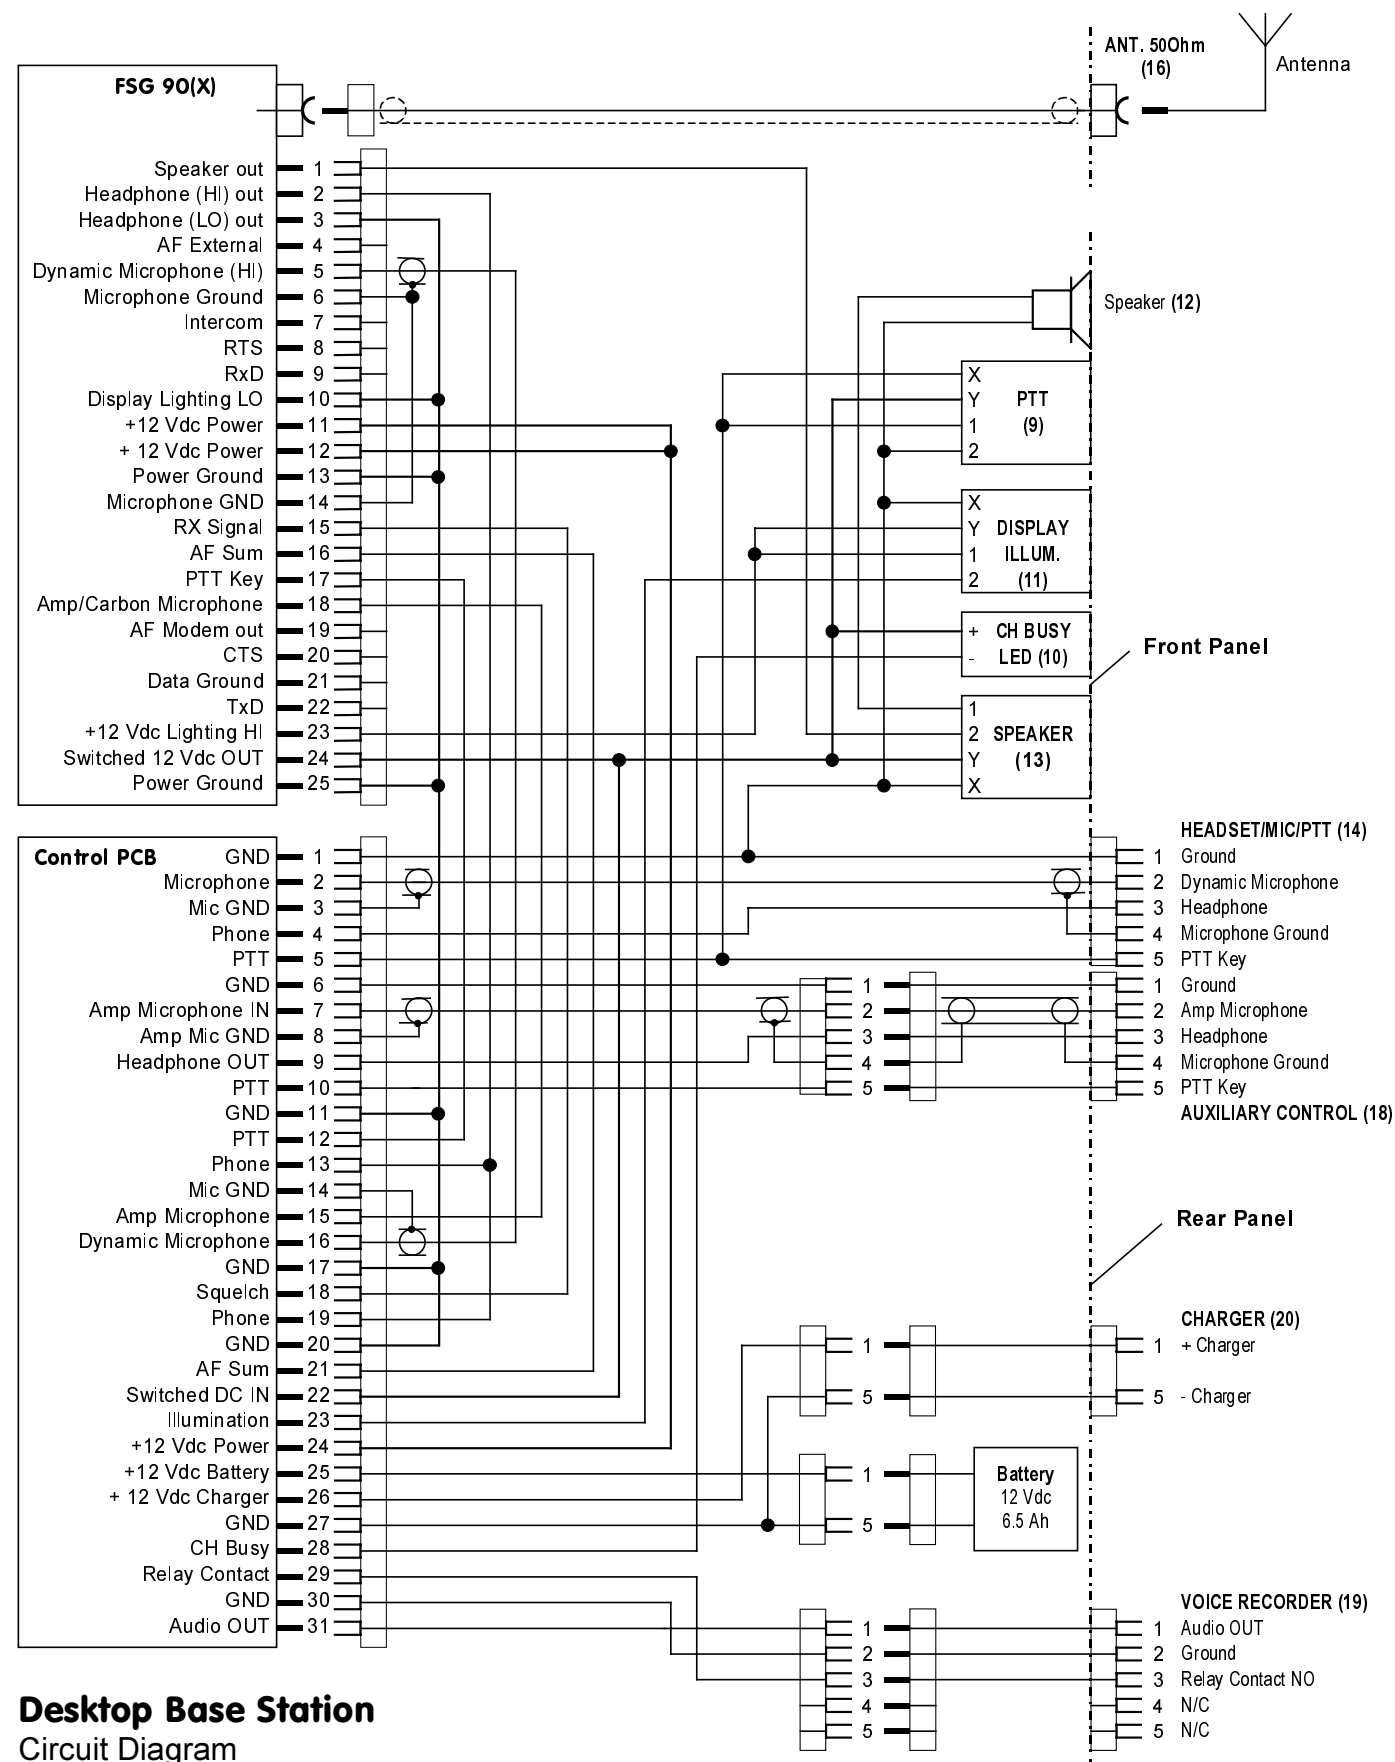 ANT. 50Ohm
(16)
Antenna
FSG 90(X)
Speaker out 1
Headphone (HI) out 2
Headphone (LO) out 3
AF External 4
Dynamic Microphone (HI) 5
Microphone Ground 6
Intercom 7
RTS 8
RxD 9
Display Lighting LO 10
+12 Vdc Power 11
+ 12 Vdc Power 12
Power Ground 13
Microphone GND 14
RX Signal 15
AF Sum 16
PTT Key 17
Amp/Carbon Microphone 18
AF Modem out 19
CTS 20
Data Ground 21
TxD 22
+12 Vdc Lighting HI 23
Switched 12 Vdc OUT 24
Power Ground 25
Speaker (12)
X
Y PTT
1 (9)
2
X
Y DISPLAY
1 ILLUM.
2 (11)
+ CH BUSY
- LED (10)
Front Panel
1
2 SPEAKER
Y (13)
X
Control PCB
GND 1
Microphone 2
Mic GND 3
Phone 4
PTT 5
GND 6
Amp Microphone IN 7
Amp Mic GND 8
Headphone OUT 9
PTT 10
GND 11
PTT 12
Phone 13
Mic GND 14
Amp Microphone 15
Dynamic Microphone 16
GND 17
Squelch 18
Phone 19
GND 20
AF Sum 21
Switched DC IN 22
Illumination 23
+12 Vdc Power 24
+12 Vdc Battery 25
+ 12 Vdc Charger 26
GND 27
CH Busy 28
Relay Contact 29
GND 30
Audio OUT 31
HEADSET/MIC/PTT (14)
1 Ground
2 Dynamic Microphone
3 Headphone
4 Microphone Ground
5 PTT Key
1 1 Ground
2 2 Amp Microphone
3 3 Headphone
4 4 Microphone Ground
5 5 PTT Key
AUXILIARY CONTROL (18)
Rear Panel
CHARGER (20)
1 1 + Charger
5 5 - Charger
1 Battery
12 Vdc
5 6.5 Ah
VOICE RECORDER (19)
1 1 Audio OUT
2 2 Ground
3 3 Relay Contact NO
4 4 N/C
5 5 N/C
Desktop Base Station
Circuit Diagram